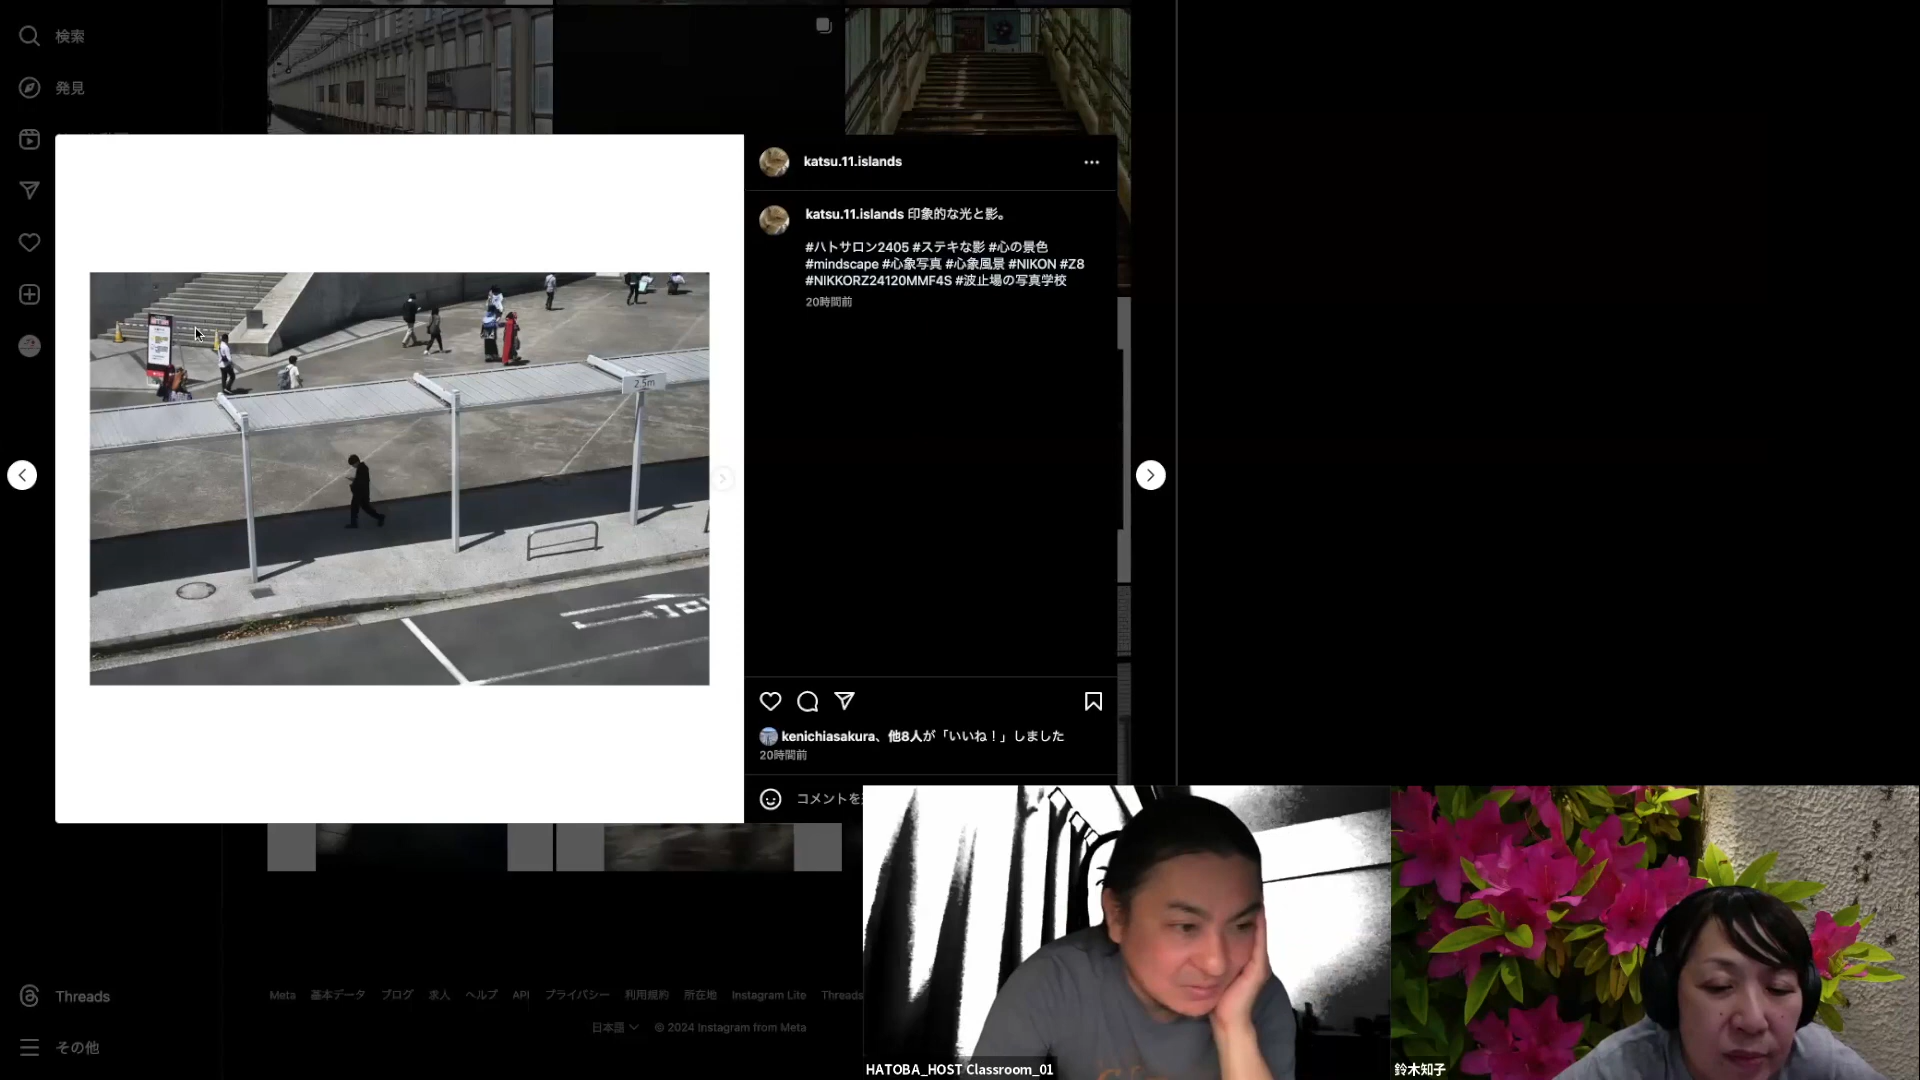 検索
発見
katsu.11.islands
katsu.11.islands 印象的な光と影。
#ハトサロン2405 #ステキな影 #心の景色
#mindscape #心象写真 #心象風景 #NIKON #Z8
#NIKKORZ24120MMF4S #波止場の写真学校
20時間前
2.5m
kenichiasakura、他8人が「いいね！」しました
20時間前
コメントを
Threads
その他
Meta 基本データ ブログ 求人 ヘルプ API プライバシー 利用規約 所在地 Instagram Lite Threads
日本語 © 2024 Instagram from Meta
HATOBA_HOST Classroom_01
鈴木知子